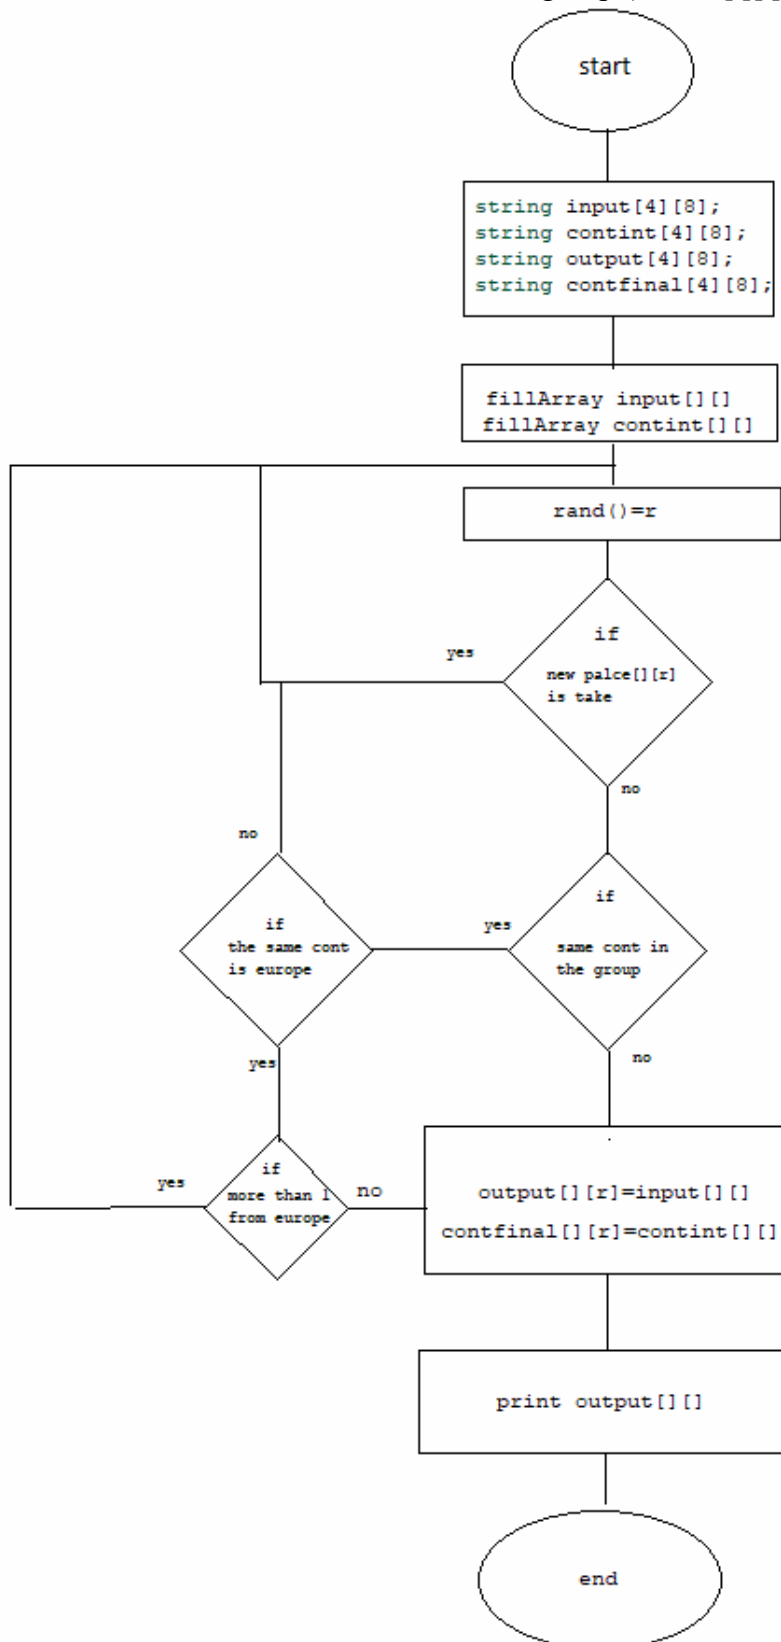 start
string input[4][8];
string contint[4][8];
string output[4][8];
string contfinal[4][8];
fillArray input[][]
fillArray contint[][]
rand()=r
if
yes
new palce[][r]
is take
no
no
if
if
yes
the same cont
is europe
same cont in
the group
yes
no
if
yes
more than 1
no
from europe
output[][r]=input[][]
contfinal[][r]=contint[][]
print output[][]
end